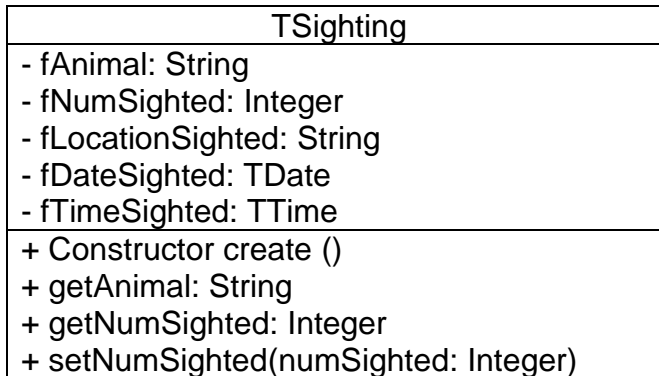 TSighting
- fAnimal: String
- fNumSighted: Integer
- fLocationSighted: String
- fDateSighted: TDate
- fTimeSighted: TTime
+ Constructor create ()
+ getAnimal: String
+ getNumSighted: Integer
+ setNumSighted(numSighted: Integer)